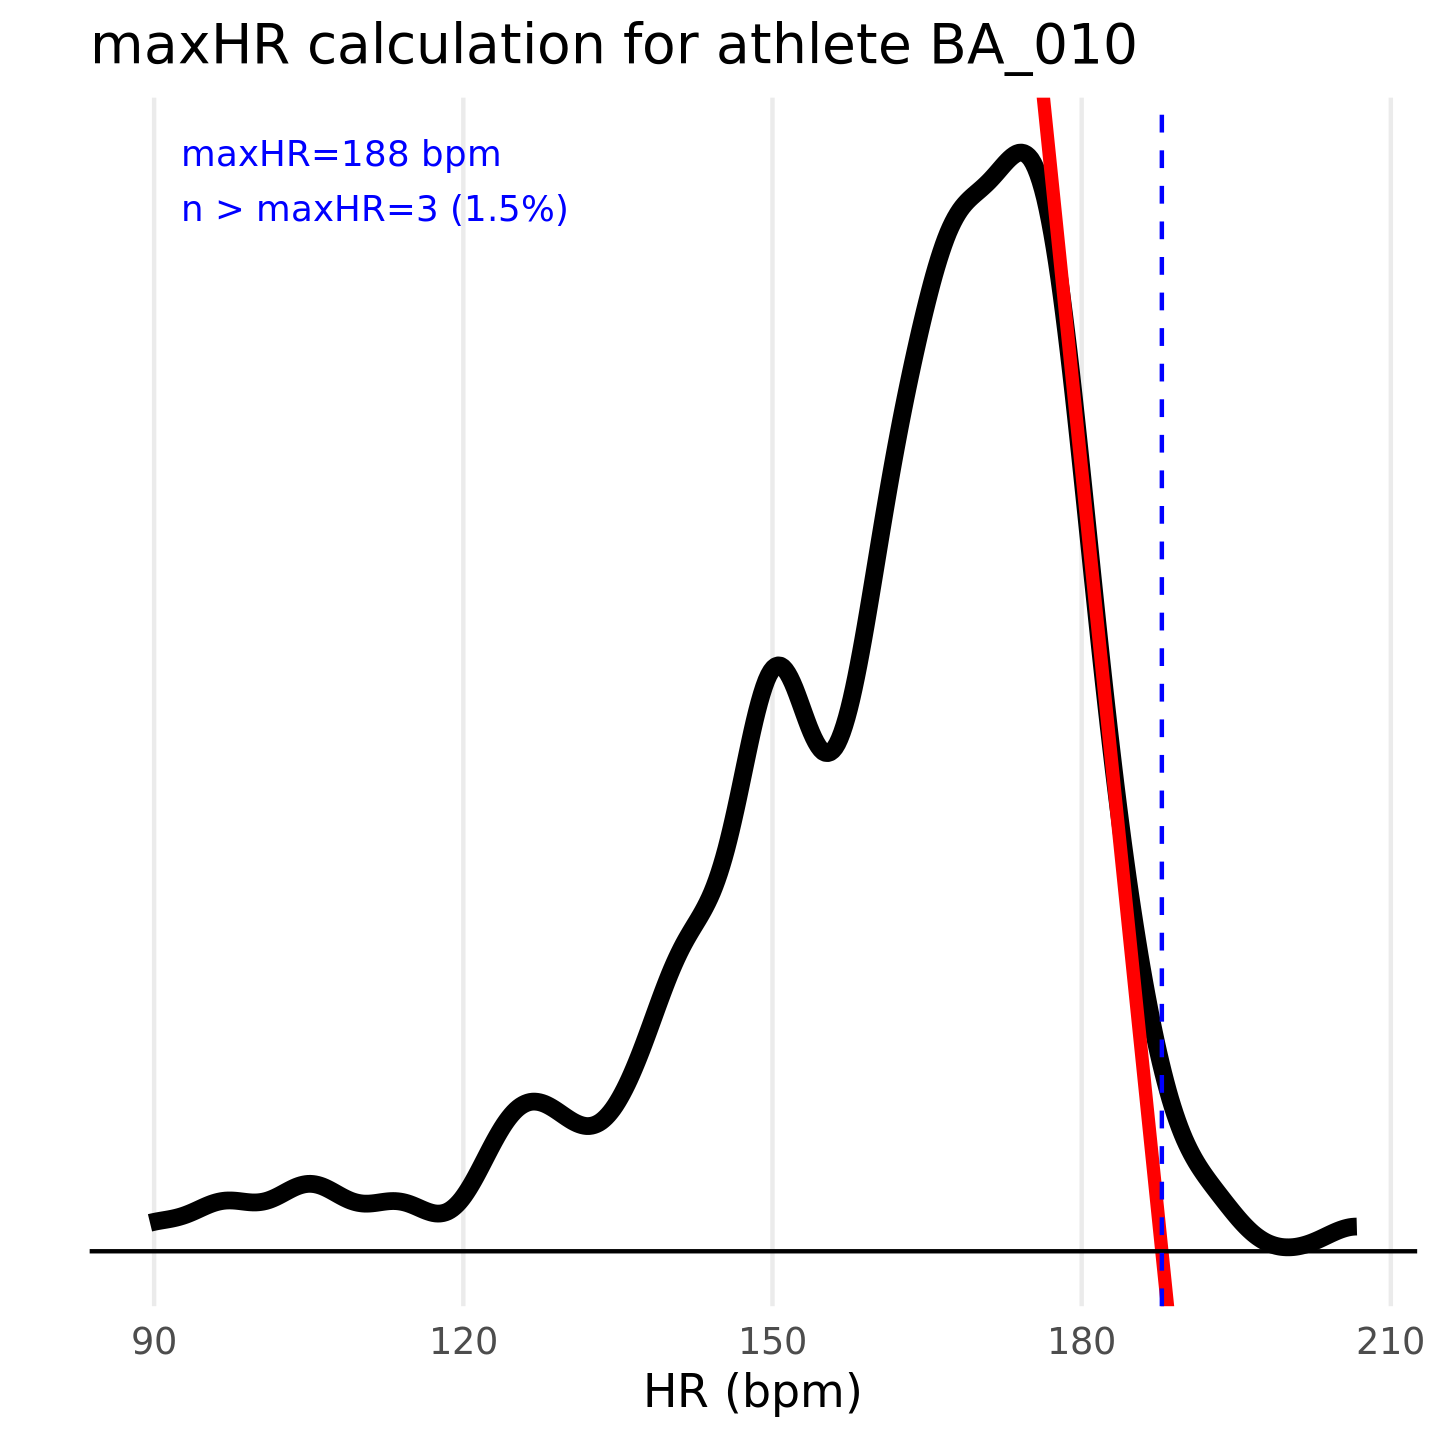 maxHR calculation for athlete BA_010
maxHR=188 bpm
n > maxHR=3 (1.5%)
90 120 150 180 210
HR (bpm)